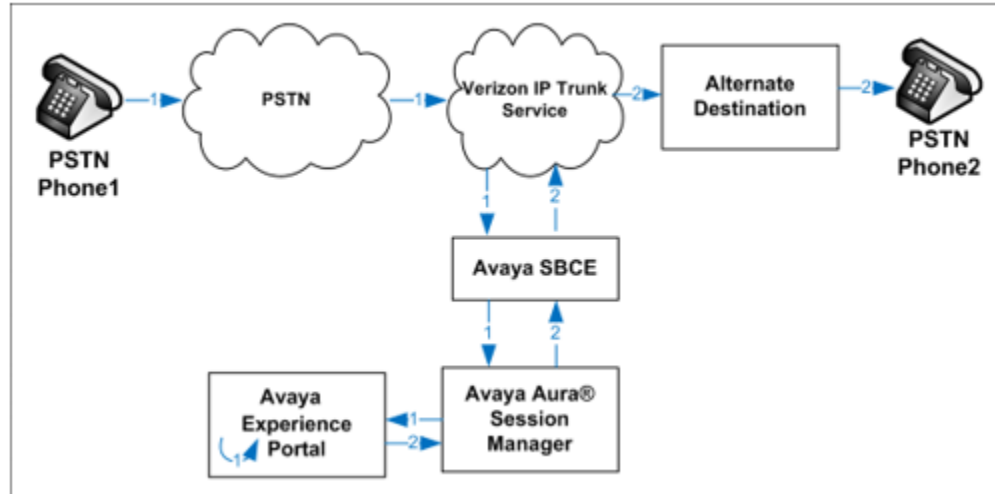 PSTN
Phone1
1
PSTN
1
Verizon IP Trunk
Service
2
Alternate
Destination
2
PSTN
Phone2
1
2
Avaya SBCE
1
2
Avaya
Experience
Portal
1
1
2
Avaya Aura®
Session
Manager